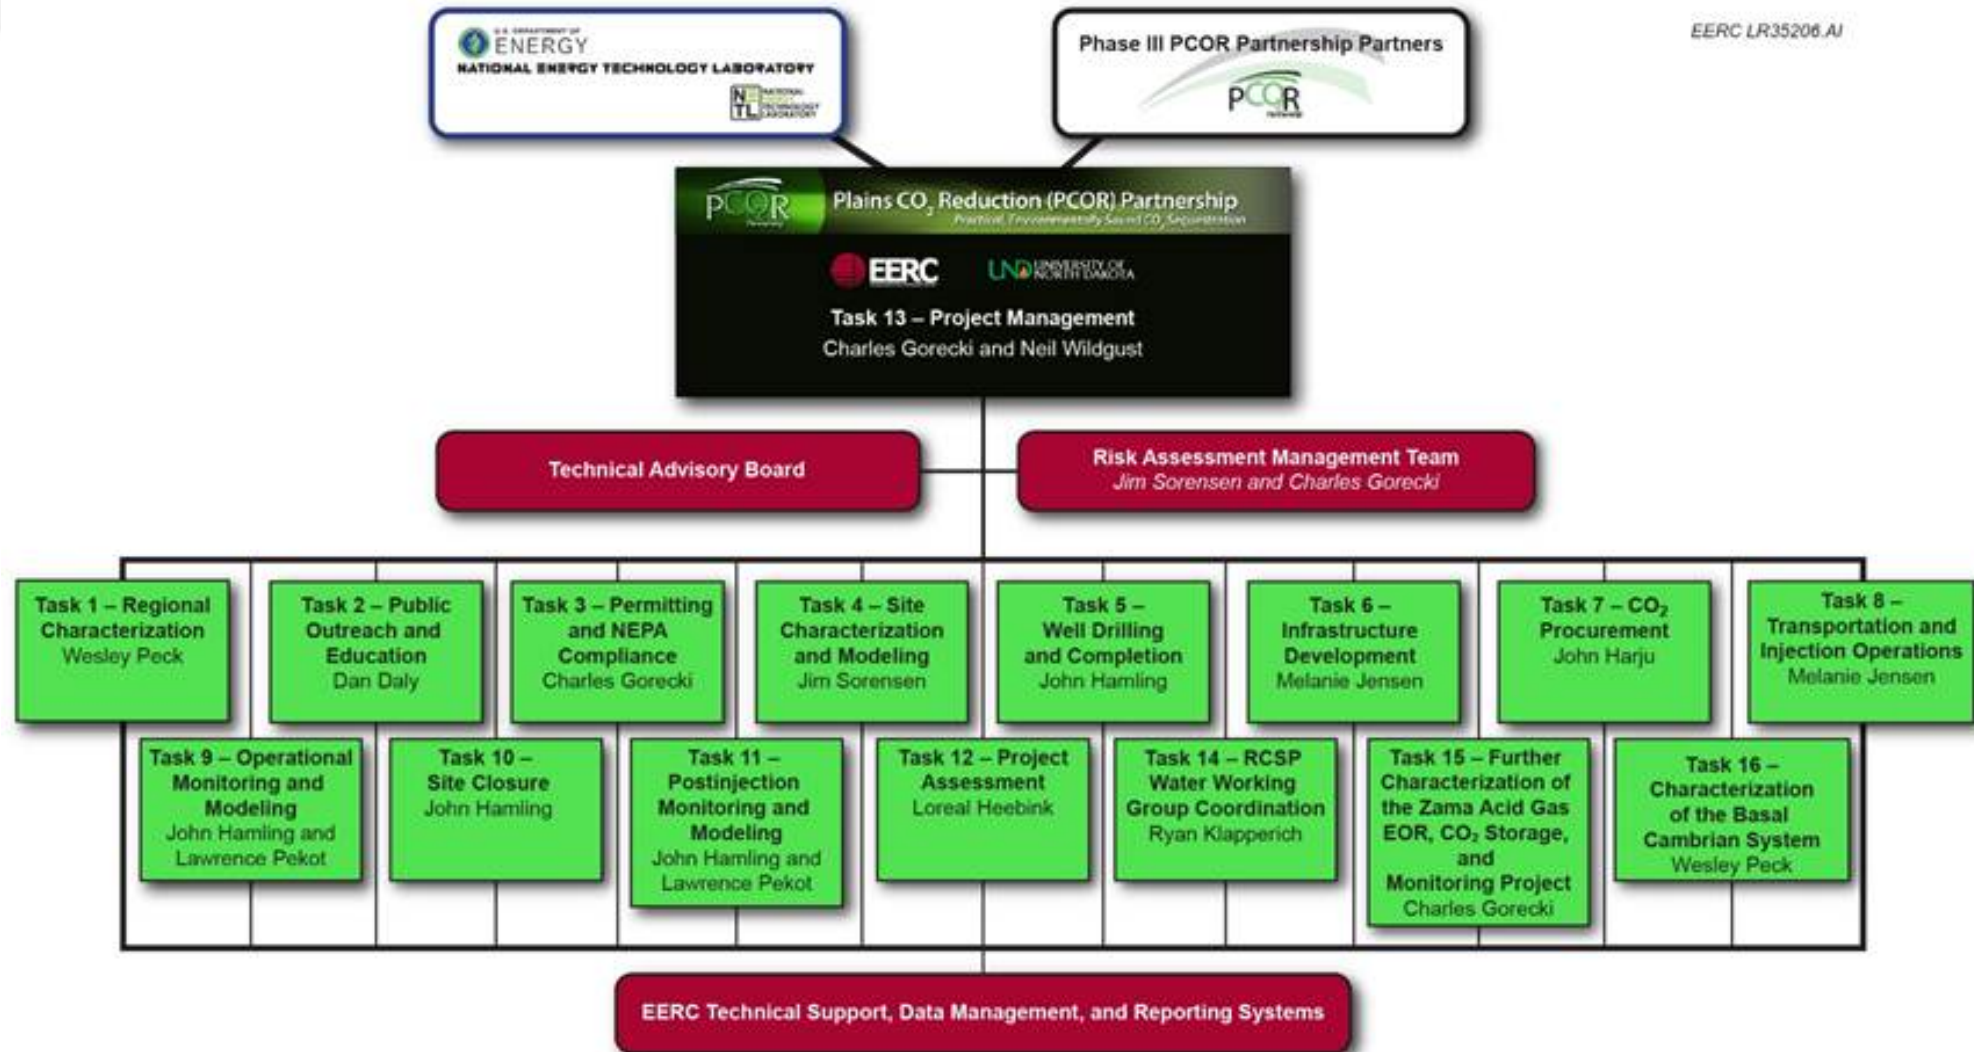 U.S. DEPARTMENT OF
ENERGY
NATIONAL ENERGY TECHNOLOGY LABORATORY
NE
TL
NATIONAL
ENERGY
TECHNOLOGY
LABORATORY
Phase III PCOR Partnership Partners
PCOR
Partnership
EERC LR35206.AI
PCOR
Partnership
Plains CO₂ Reduction (PCOR) Partnership
Practical, Environmentally Sound CO₂ Sequestration
EERC
UND UNIVERSITY OF
NORTH DAKOTA
Task 13 – Project Management
Charles Gorecki and Neil Wildgust
Technical Advisory Board
Risk Assessment Management Team
Jim Sorensen and Charles Gorecki
Task 1 – Regional
Characterization
Wesley Peck
Task 2 – Public
Outreach and
Education
Dan Daly
Task 3 – Permitting
and NEPA
Compliance
Charles Gorecki
Task 4 – Site
Characterization
and Modeling
Jim Sorensen
Task 5 –
Well Drilling
and Completion
John Hamling
Task 6 –
Infrastructure
Development
Melanie Jensen
Task 7 – CO₂
Procurement
John Harju
Task 8 –
Transportation and
Injection Operations
Melanie Jensen
Task 9 – Operational
Monitoring and
Modeling
John Hamling and
Lawrence Pekot
Task 10 –
Site Closure
John Hamling
Task 11 –
Postinjection
Monitoring and
Modeling
John Hamling and
Lawrence Pekot
Task 12 – Project
Assessment
Loreal Heebink
Task 14 – RCSP
Water Working
Group Coordination
Ryan Klapperich
Task 15 – Further
Characterization of
the Zama Acid Gas
EOR, CO₂ Storage,
and
Monitoring Project
Charles Gorecki
Task 16 –
Characterization
of the Basal
Cambrian System
Wesley Peck
EERC Technical Support, Data Management, and Reporting Systems